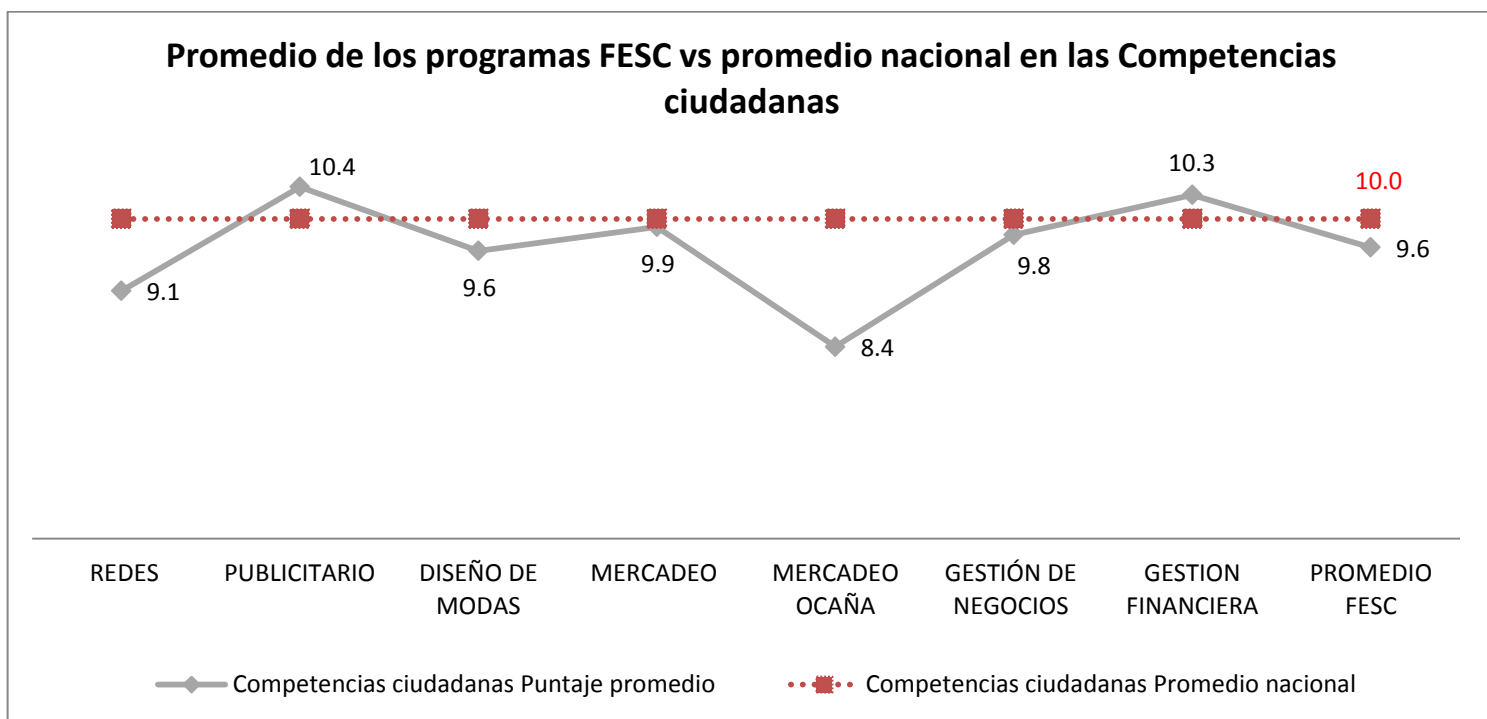 Promedio de los programas FESC vs promedio nacional en las Competencias
ciudadanas
10.4
10.3
10.0
9.1
9.6
9.9
8.4
9.8
9.6
REDES
PUBLICITARIO
DISEÑO DE
MODAS
MERCADEO
MERCADEO
OCAÑA
GESTIÓN DE
NEGOCIOS
GESTION
FINANCIERA
PROMEDIO
FESC
Competencias ciudadanas Puntaje promedio
Competencias ciudadanas Promedio nacional